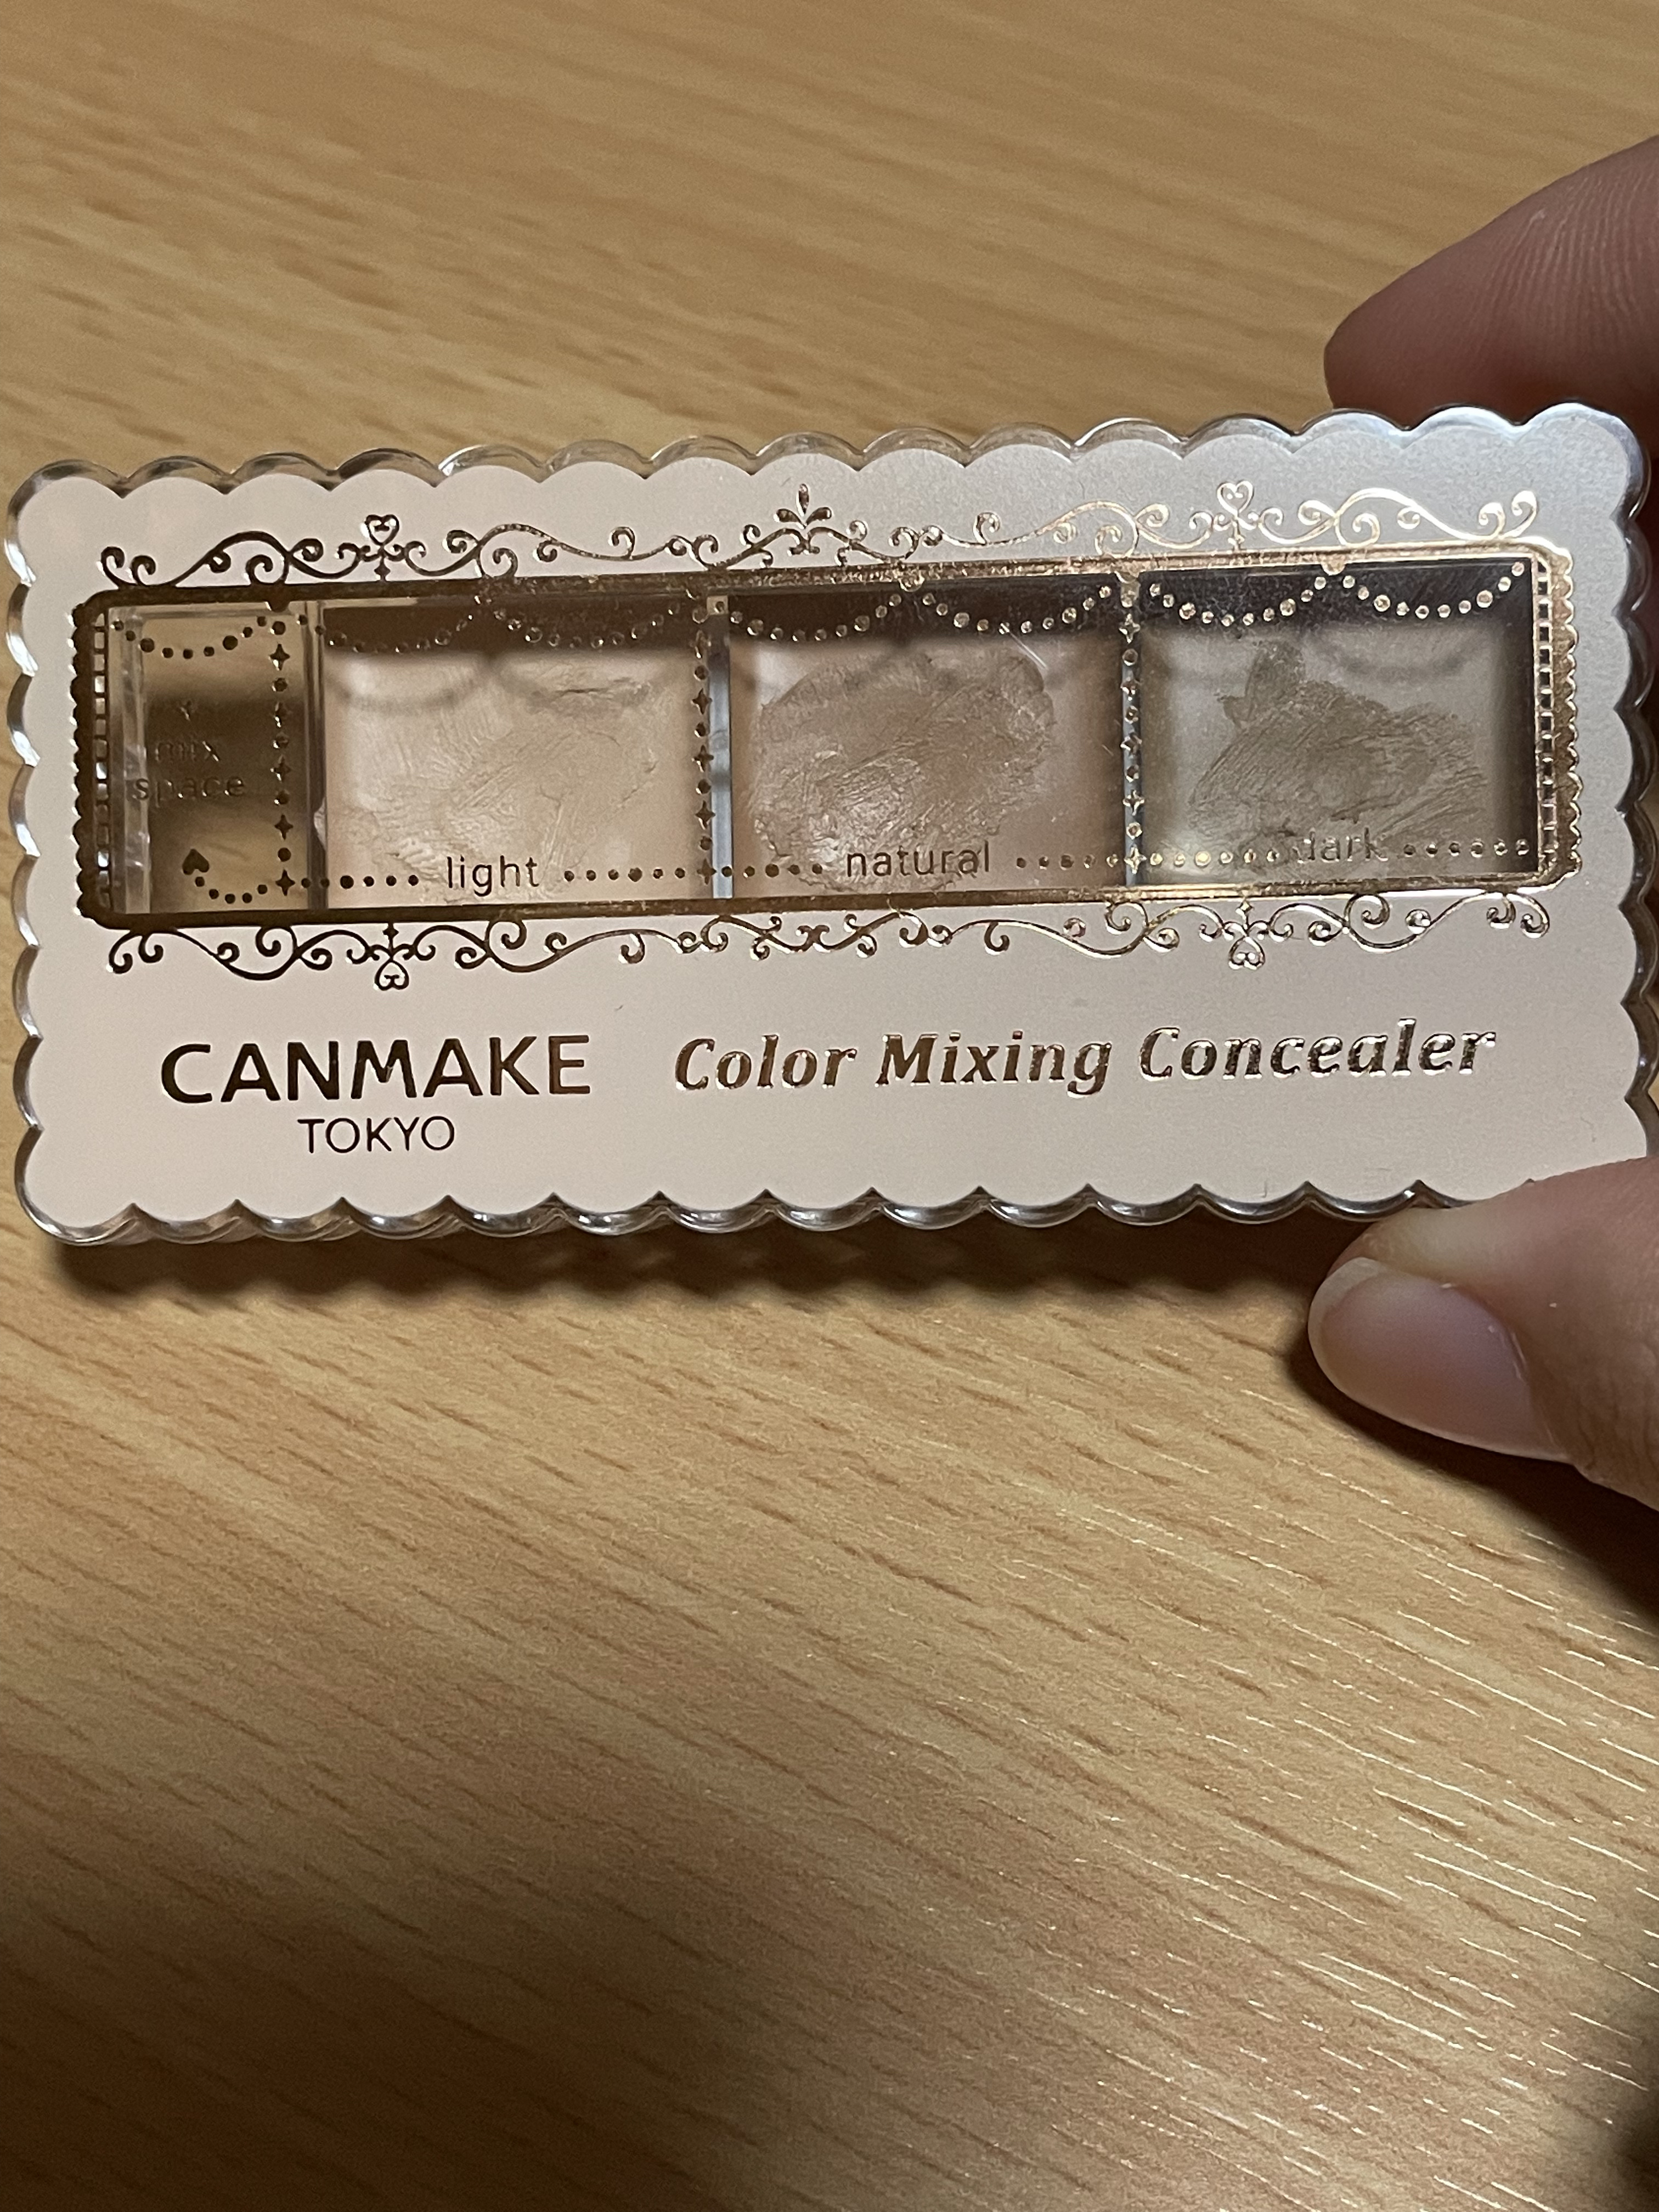 mix
space
light
natural
dark
CANMAKE
TOKYO
Color Mixing Concealer